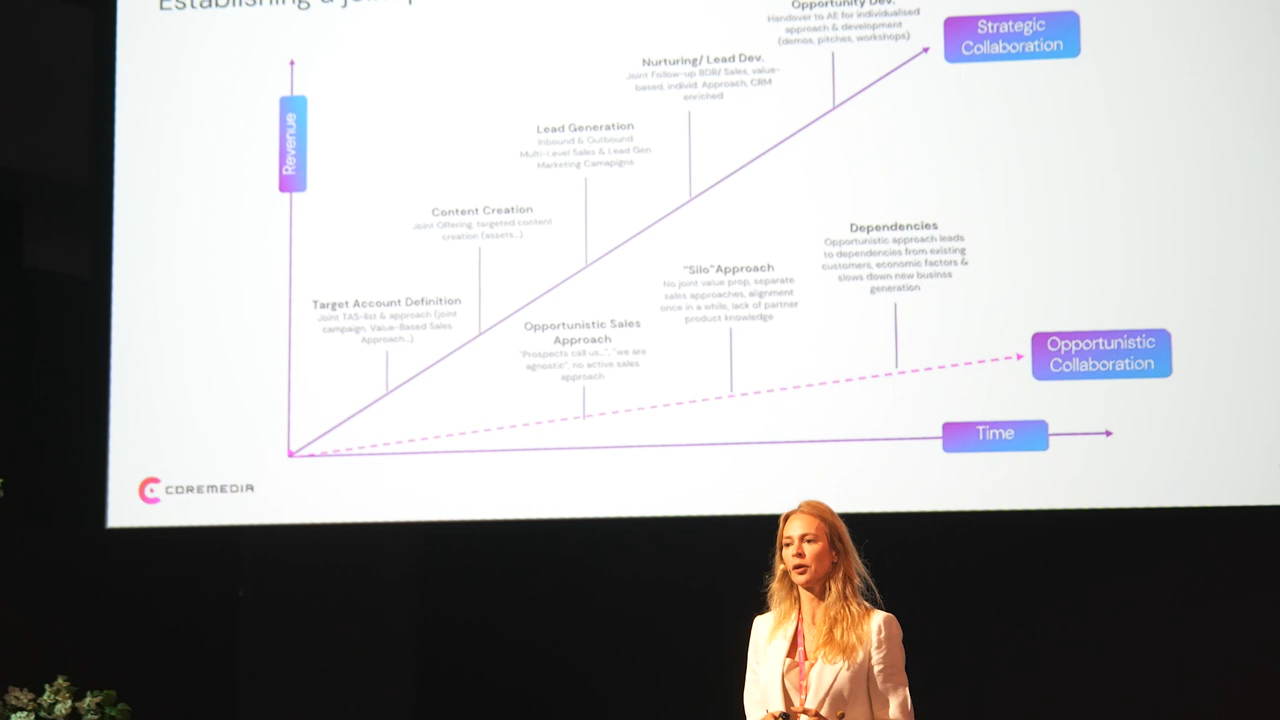 Establishing a join
Opportunity Dev.
Handover to AE for individualised
approach & development
(demos, pitches, workshops)
Strategic
Collaboration
Nurturing/ Lead Dev.
Joint Follow-up BDR/ Sales, value-
based, individ. Approach, CRM
enriched
Revenue
Lead Generation
Inbound & Outbound
Multi-Level Sales & Lead Gen
Marketing Camapigns
Content Creation
Joint Offering, targeted content
creation (assets...)
Target Account Definition
Joint TAS-list & approach (joint
campaign, Value-Based Sales
Approach...)
Opportunistic Sales
Approach
"Prospects call us...", "we are
agnostic", no active sales
approach
"Silo"Approach
No joint value prop, separate
sales approaches, alignment
once in a while, lack of partner
product knowledge
Dependencies
Opportunistic approach leads
to dependencies from existing
customers, economic factors &
slows down new businss
generation
Opportunistic
Collaboration
Time
COREMEDIA